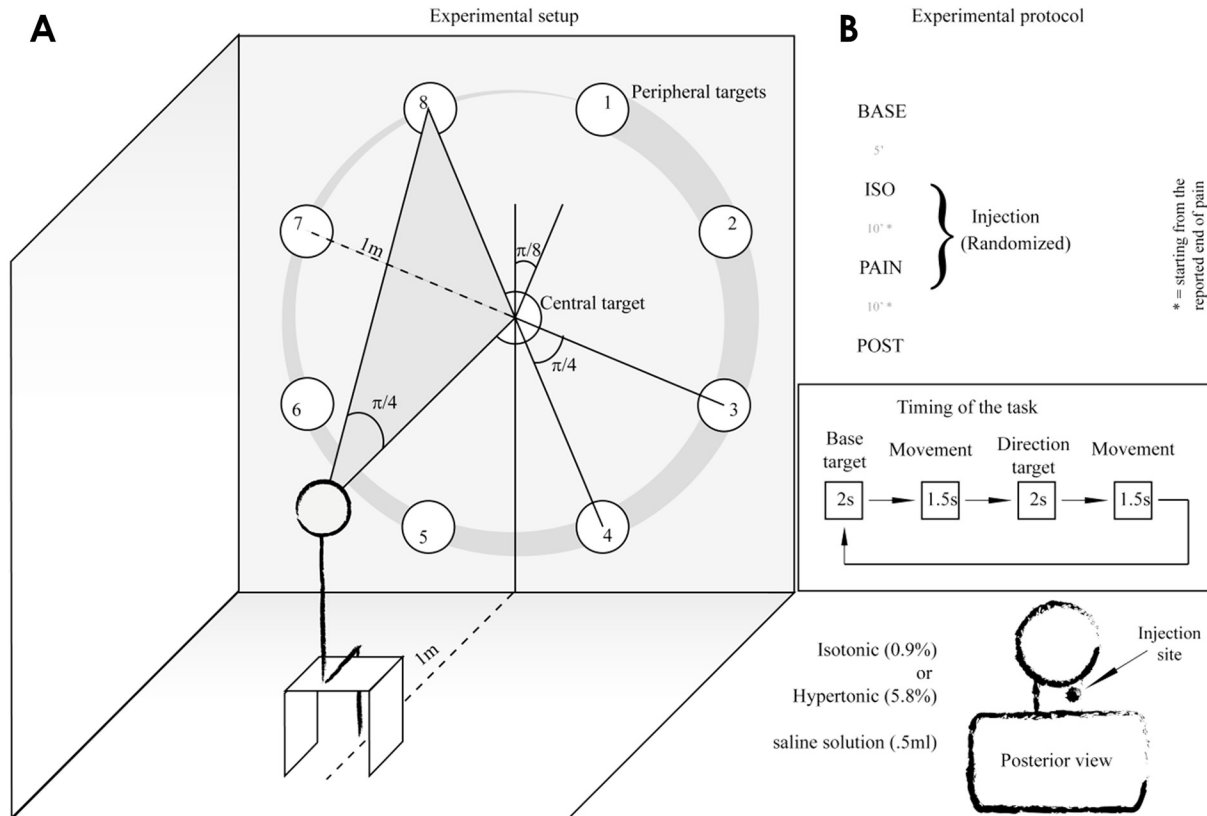 A
Experimental setup
8
1
Peripheral targets
7
2
1m
π/8
Central target
π/4
π/4
6
3
5
4
1m
B
Experimental protocol
BASE
5'
ISO
10' *
PAIN
10' *
POST
Injection
(Randomized)
* = starting from the
reported end of pain
Timing of the task
Base
target
Movement
Direction
target
Movement
2s
1.5s
2s
1.5s
Isotonic (0.9%)
or
Hypertonic (5.8%)
saline solution (.5ml)
Injection
site
Posterior view